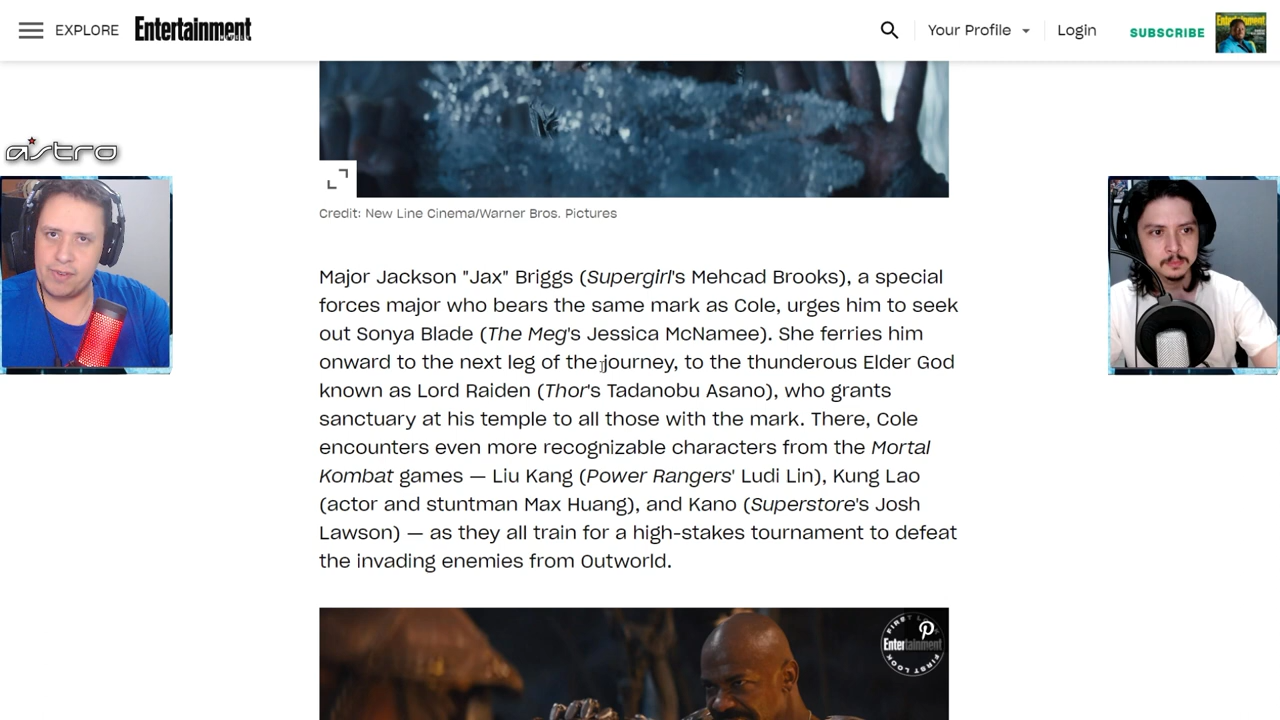 EXPLORE
Entertainment
Your Profile
Login
SUBSCRIBE
Entertainment
astro
Credit: New Line Cinema/Warner Bros. Pictures
Major Jackson "Jax" Briggs (Supergirl's Mehcad Brooks), a special
forces major who bears the same mark as Cole, urges him to seek
out Sonya Blade (The Meg's Jessica McNamee). She ferries him
onward to the next leg of the journey, to the thunderous Elder God
known as Lord Raiden (Thor's Tadanobu Asano), who grants
sanctuary at his temple to all those with the mark. There, Cole
encounters even more recognizable characters from the Mortal
Kombat games — Liu Kang (Power Rangers' Ludi Lin), Kung Lao
(actor and stuntman Max Huang), and Kano (Superstore's Josh
Lawson) — as they all train for a high-stakes tournament to defeat
the invading enemies from Outworld.
FIRST LOOK
Entertainment
FIRST LOOK